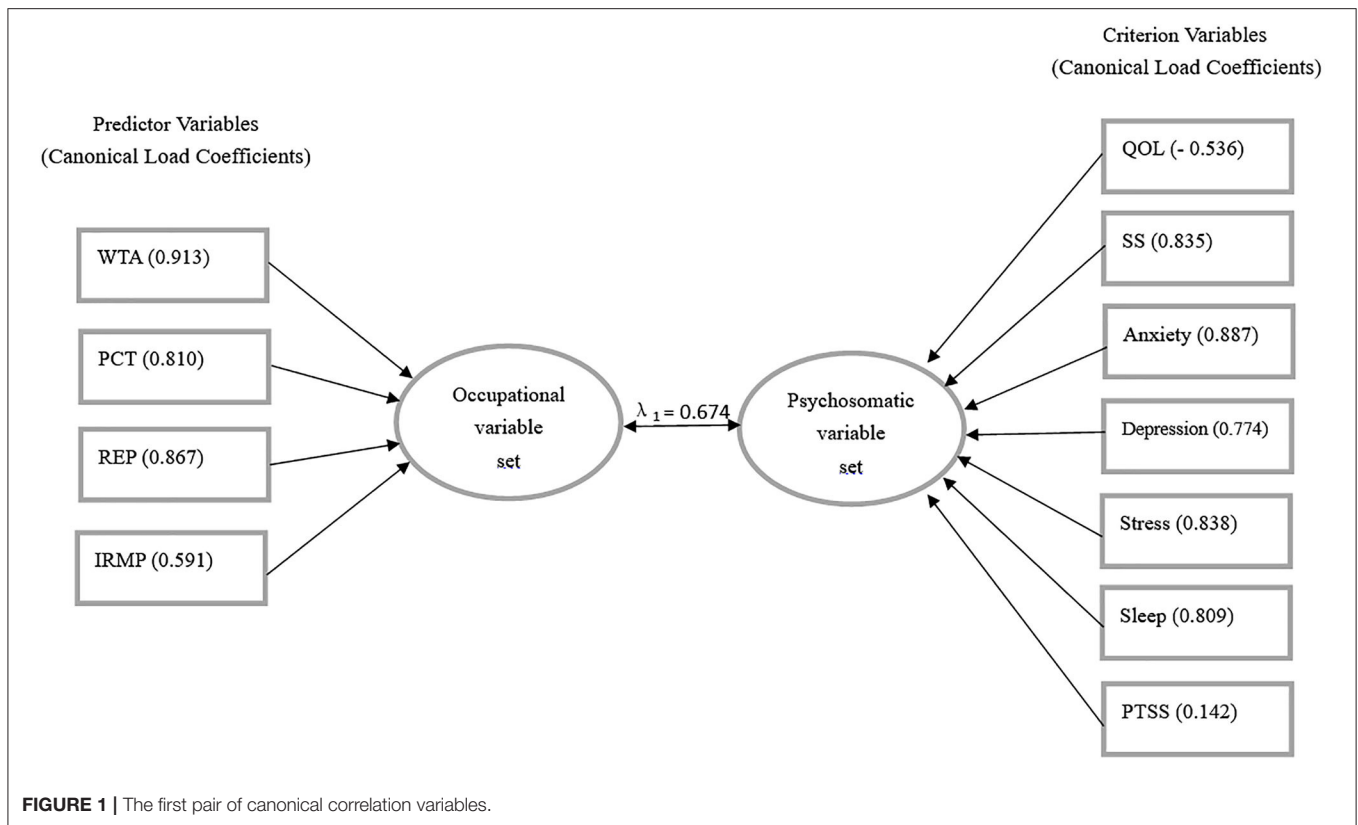 Criterion Variables
(Canonical Load Coefficients)
Predictor Variables
(Canonical Load Coefficients)
WTA (0.913)
PCT (0.810)
REP (0.867)
IRMP (0.591)
Occupational
variable
set
λ 1 = 0.674
Psychosomatic
variable
set
QOL (- 0.536)
SS (0.835)
Anxiety (0.887)
Depression (0.774)
Stress (0.838)
Sleep (0.809)
PTSS (0.142)
FIGURE 1 | The first pair of canonical correlation variables.